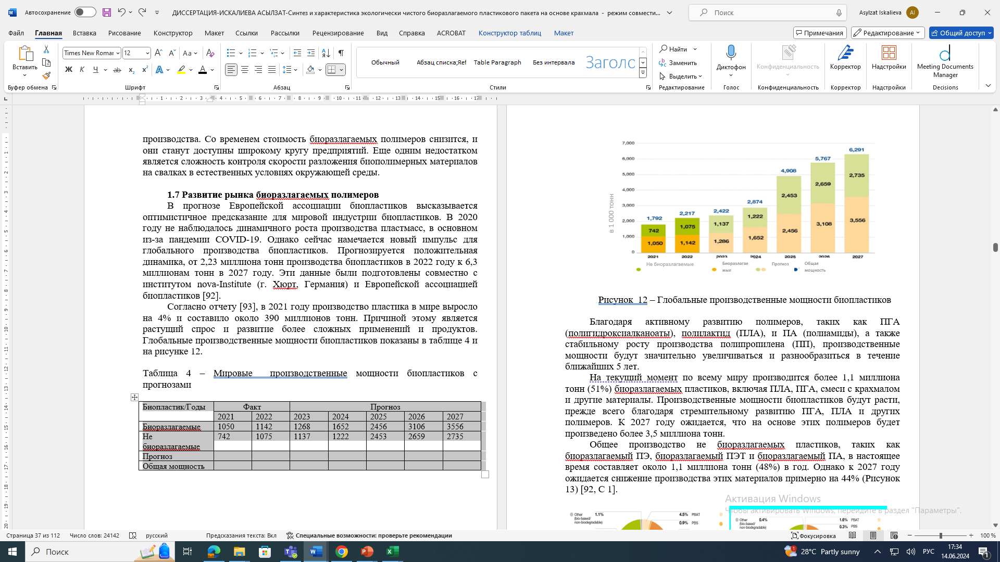 Автосохранение
ДИССЕРТАЦИЯ-ИСКАЛИЕВА АСЫЛЗАТ-Синтез и характеристика экологически чистого биоразлагаемого пластикового пакета на основе крахмала - режим совмести...
Поиск
Asylzat Iskalieva
AI
Файл Главная Вставка Рисование Конструктор Макет Ссылки Рассылки Рецензирование Вид Справка ACROBAT Конструктор таблиц Макет
Примечания Редактирование Общий доступ
Вставить
Буфер обмена
Times New Roman 12
Шрифт
Абзац
Обычный Абзац списка;Ref Table Paragraph Без интервала Заголо
Стили
Найти
Заменить
Выделить
Редактирование
Диктофон
Голос
Конфиденциальность
Конфиденциальность
Корректор
Корректор
Надстройки
Надстройки
Meeting Documents
Manager
Decisions
производства. Со временем стоимость биоразлагаемых полимеров снизится, и
они станут доступны широкому кругу предприятий. Еще одним недостатком
является сложность контроля скорости разложения биополимерных материалов
на свалках в естественных условиях окружающей среды.
1.7 Развитие рынка биоразлагаемых полимеров
В прогнозе Европейской ассоциации биопластиков высказывается
оптимистичное предсказание для мировой индустрии биопластиков. В 2020
году не наблюдалось динамичного роста производства пластмасс, в основном
из-за пандемии COVID-19. Однако сейчас намечается новый импульс для
глобального производства биопластиков. Прогнозируется положительная
динамика, от 2,23 миллиона тонн производства биопластиков в 2022 году к 6,3
миллионам тонн в 2027 году. Эти данные были подготовлены совместно с
институтом nova-Institute (г. Хюрт, Германия) и Европейской ассоциацией
биопластиков [92].
Согласно отчету [93], в 2021 году производство пластика в мире выросло
на 4% и составило около 390 миллионов тонн. Причиной этому является
растущий спрос и развитие более сложных применений и продуктов.
Глобальные производственные мощности биопластиков показаны в таблице 4 и
на рисунке 12.
Таблица 4 – Мировые производственные мощности биопластиков с
прогнозами
Биопластик/Годы Факт Прогноз
2021 2022 2023 2024 2025 2026 2027
Биоразлагаемые 1050 1142 1268 1652 2456 3106 3556
Не 742 1075 1137 1222 2453 2659 2735
биоразлагаемые
Прогноз
Общая мощность
в 1 000 тонн
7,000
6,000
5,000
4,000
3,000
2,000
1,000
0
1,792 2,217 2,422 2,874 4,908 5,767 6,291
742 1,075 1,137 1,222 2,453 2,659 2,735
1,050 1,142 1,286 1,652 2,456 3,108 3,556
2021 2022 2023 2024 2025 2026 2027
Не биоразлагаемые
Биоразлагае
мые
Прогноз
Общая
мощность
Рисунок 12 – Глобальные производственные мощности биопластиков
Благодаря активному развитию полимеров, таких как ПГА
(полигидроксиалканоаты), полилактид (ПЛА), и ПА (полиамиды), а также
стабильному росту производства полипропилена (ПП), производственные
мощности будут значительно увеличиваться и разнообразиться в течение
ближайших 5 лет.
На текущий момент по всему миру производится более 1,1 миллиона
тонн (51%) биоразлагаемых пластиков, включая ПЛА, ПГА, смеси с крахмалом
и другие материалы. Производственные мощности биопластиков будут расти,
прежде всего благодаря стремительному развитию ПГА, ПЛА и других
полимеров. К 2027 году ожидается, что на основе этих полимеров будет
произведено более 3,5 миллиона тонн.
Общее производство не биоразлагаемых пластиков, таких как
биоразлагаемый ПЭ, биоразлагаемый ПЭТ и биоразлагаемый ПА, в настоящее
время составляет около 1,1 миллиона тонн (48%) в год. Однако к 2027 году
ожидается снижение производства этих материалов примерно на 44% (Рисунок
13) [92, С 1].
Other 1.1%
(bio-based/
non-biodegradable)
4.5% PBAT
0.9% PBS
Other 0.4%
(bio-based/
non-biodegradable)
1.6% PBAT
0.3% PBS
Активация Windows
Чтобы активировать Windows, перейдите в раздел "Параметры".
Страница 37 из 112 Число слов: 24142 русский Предсказания текста: Вкл Специальные возможности: проверьте рекомендации Фокусировка 100 %
Поиск
28°C Partly sunny
РУС
17:34
14.06.2024
1